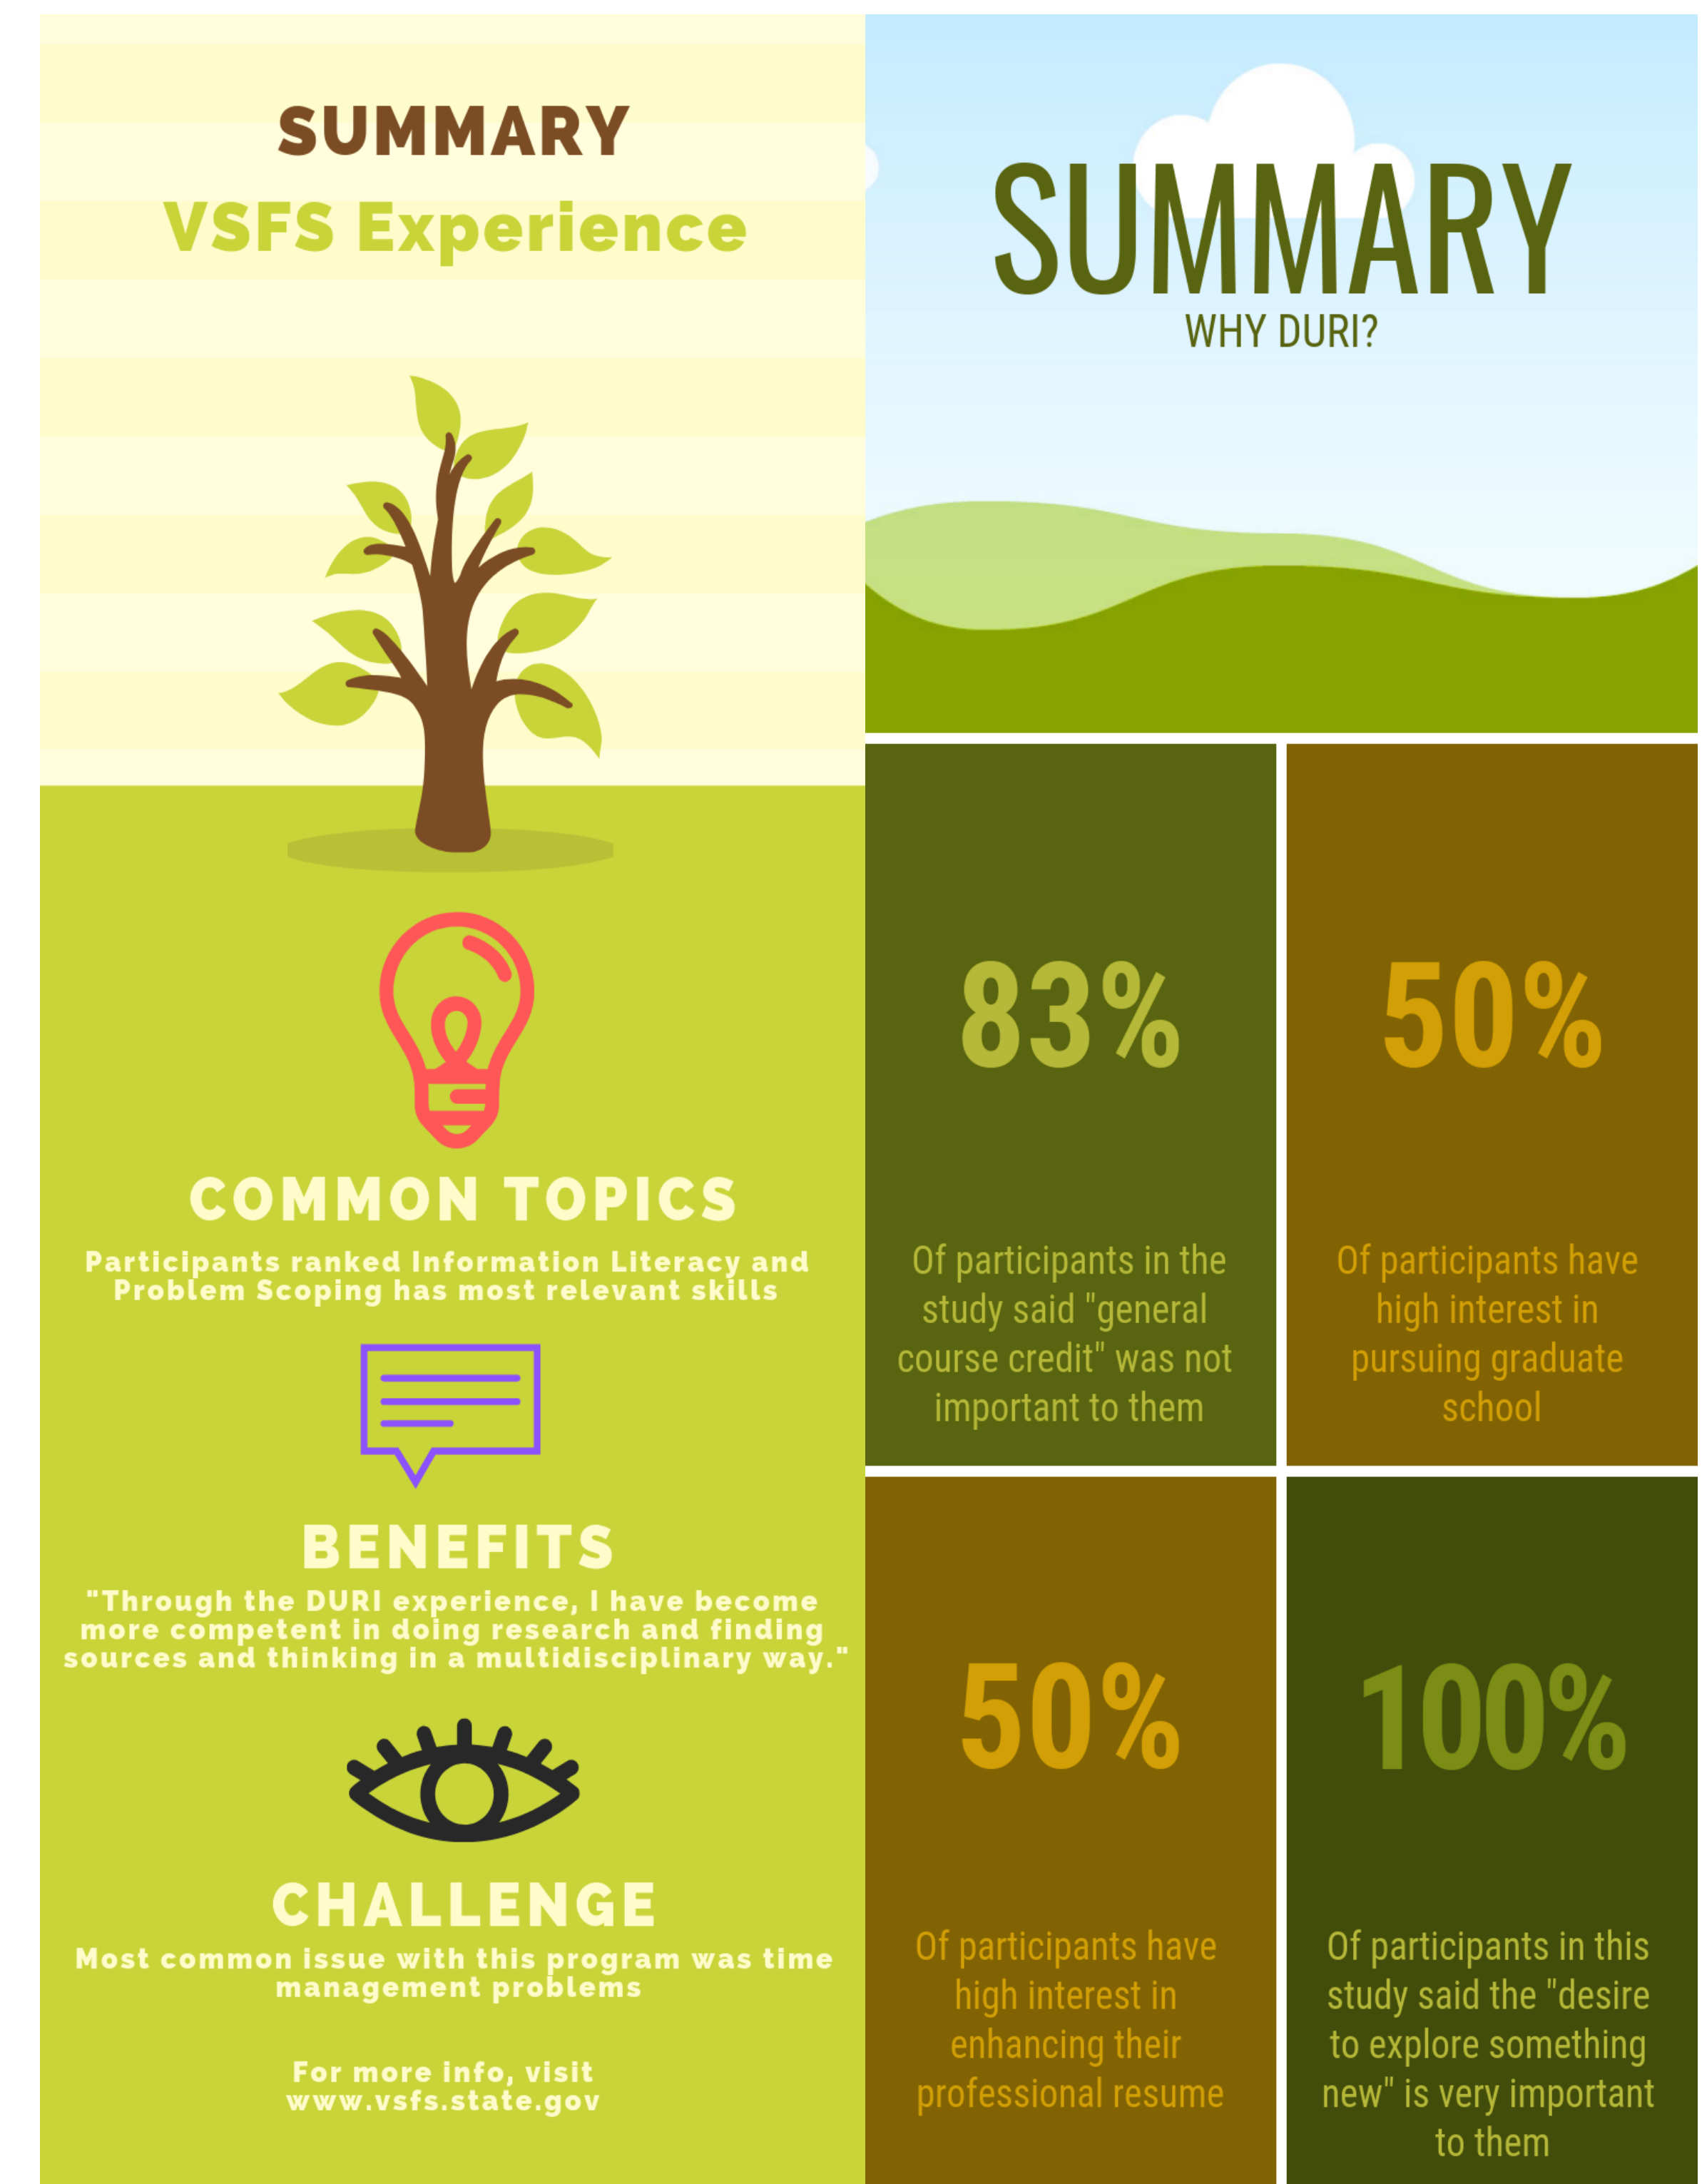 SUMMARY
VSFS Experience
COMMON TOPICS
Participants ranked Information Literacy and
Problem Scoping has most relevant skills
BENEFITS
"Through the DURI experience, I have become
more competent in doing research and finding
sources and thinking in a multidisciplinary way."
CHALLENGE
Most common issue with this program was time
management problems
For more info, visit
www.vsfs.state.gov
SUMMARY
WHY DURI?
83%
Of participants in the
study said "general
course credit" was not
important to them
50%
Of participants have
high interest in
pursuing graduate
school
50%
Of participants have
high interest in
enhancing their
professional resume
100%
Of participants in this
study said the "desire
to explore something
new" is very important
to them